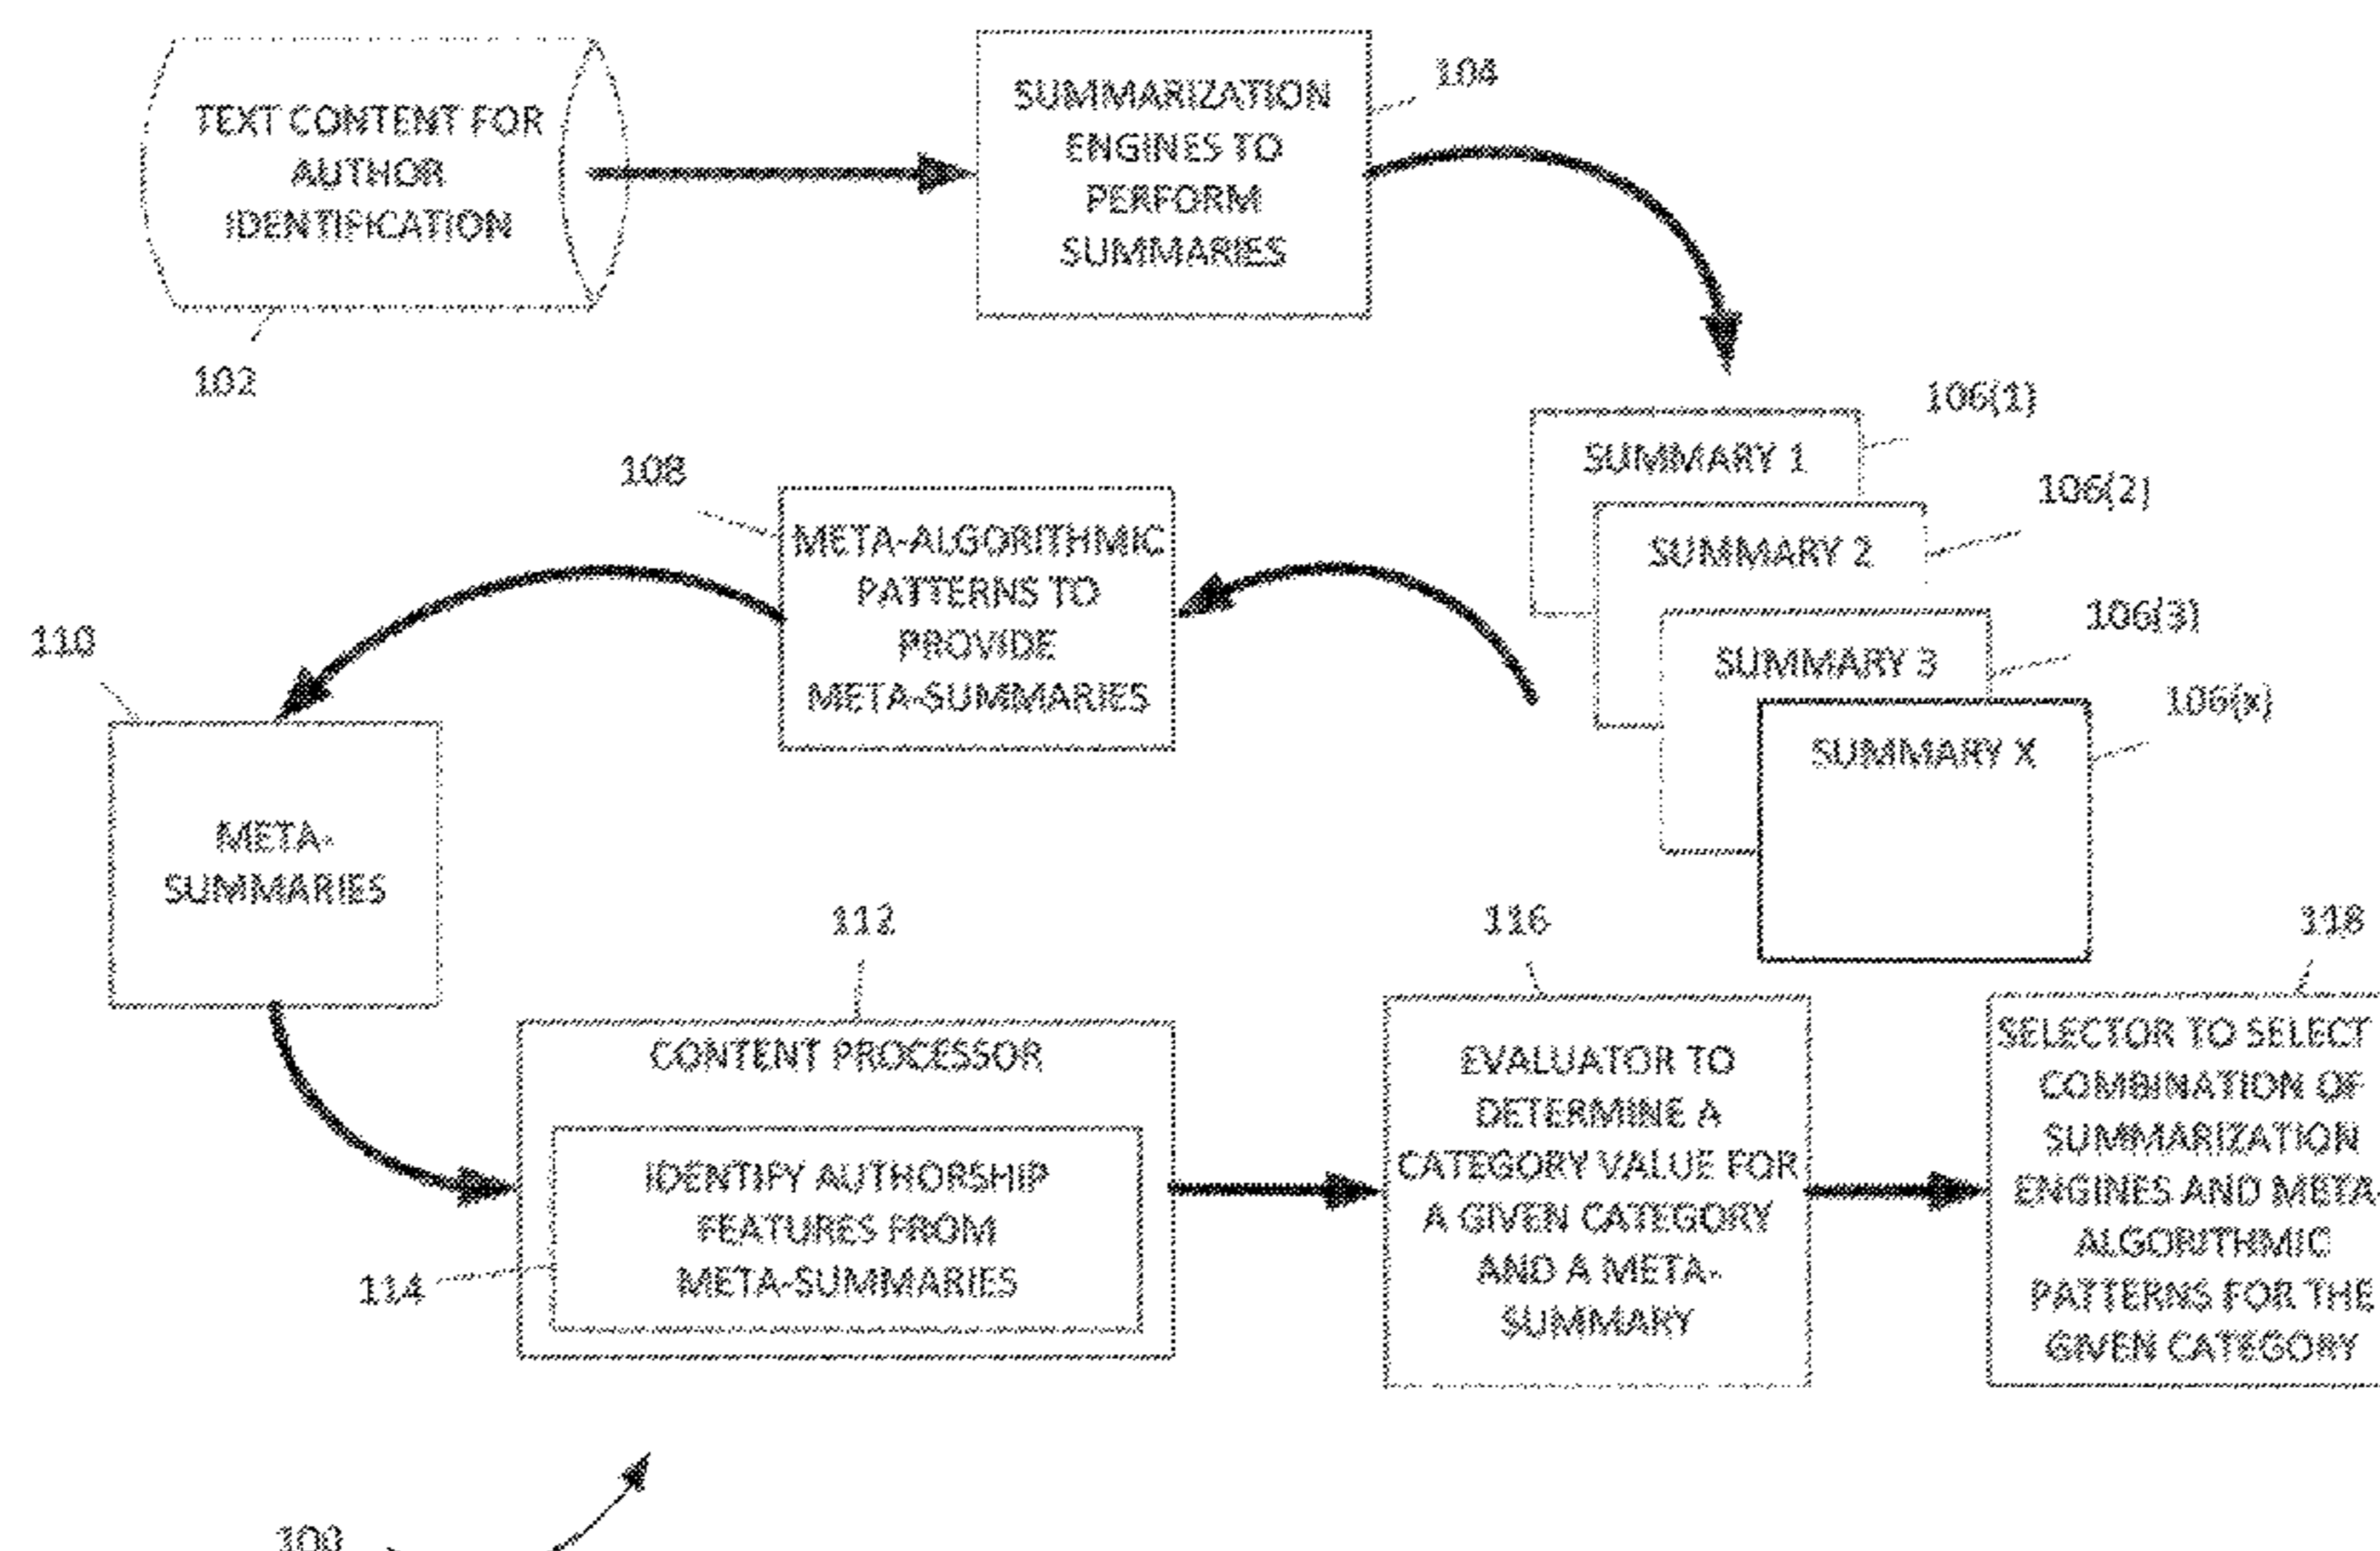 TEXT CONTENT FOR
AUTHOR
IDENTIFICATION
102
SUMMARIZATION
ENGINES TO
PERFORM
SUMMARIES
104
106(1)
SUMMARY 1
106(2)
SUMMARY 2
106(3)
SUMMARY 3
106(x)
SUMMARY X
108
META-ALGORITHMIC
PATTERNS TO
PROVIDE
META-SUMMARIES
110
META-
SUMMARIES
112
CONTENT PROCESSOR
IDENTIFY AUTHORSHIP
FEATURES FROM
META-SUMMARIES
114
116
EVALUATOR TO
DETERMINE A
CATEGORY VALUE FOR
A GIVEN CATEGORY
AND A META-
SUMMARY
118
SELECTOR TO SELECT
COMBINATION OF
SUMMARIZATION
ENGINES AND META-
ALGORITHMIC
PATTERNS FOR THE
GIVEN CATEGORY
100